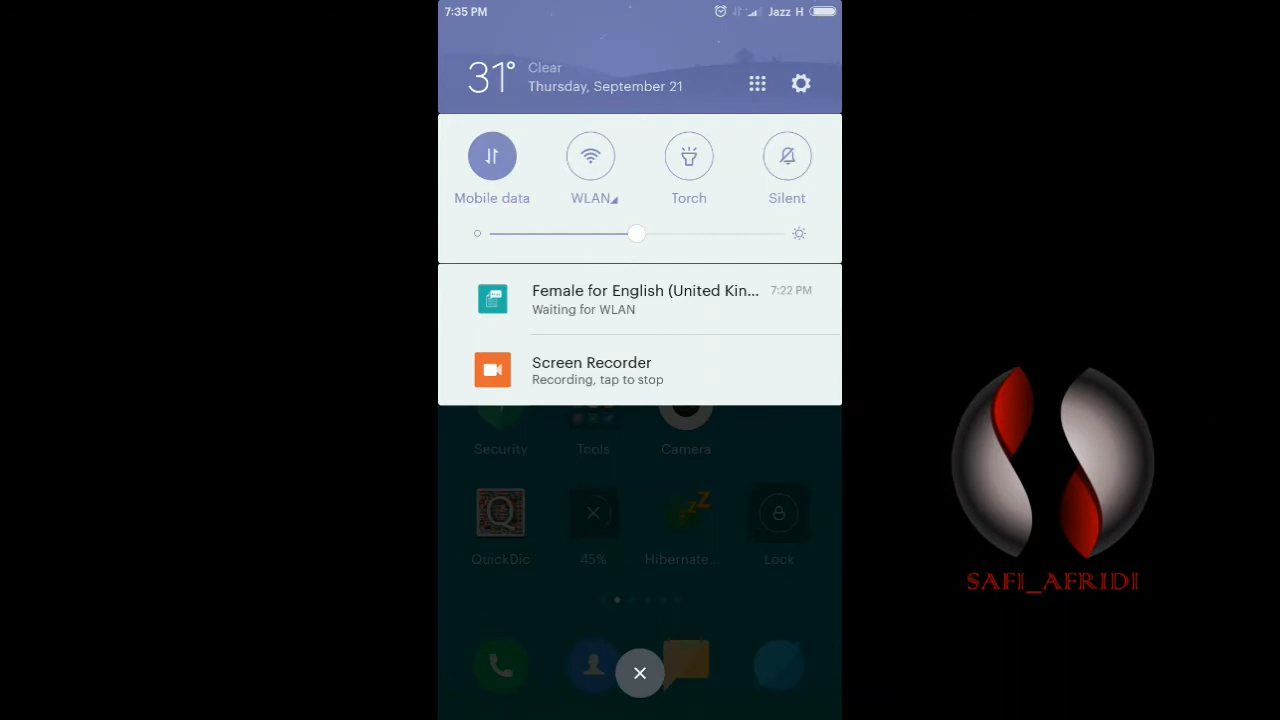 7:35 PM
Jazz H
31°
Clear
Thursday, September 21
Mobile data
WLAN
Torch
Silent
Female for English (United Kin...
7:22 PM
Waiting for WLAN
Screen Recorder
Recording, tap to stop
Security
Tools
Camera
QuickDic
45%
Hibernate..
Lock
SAFI_AFRIDI